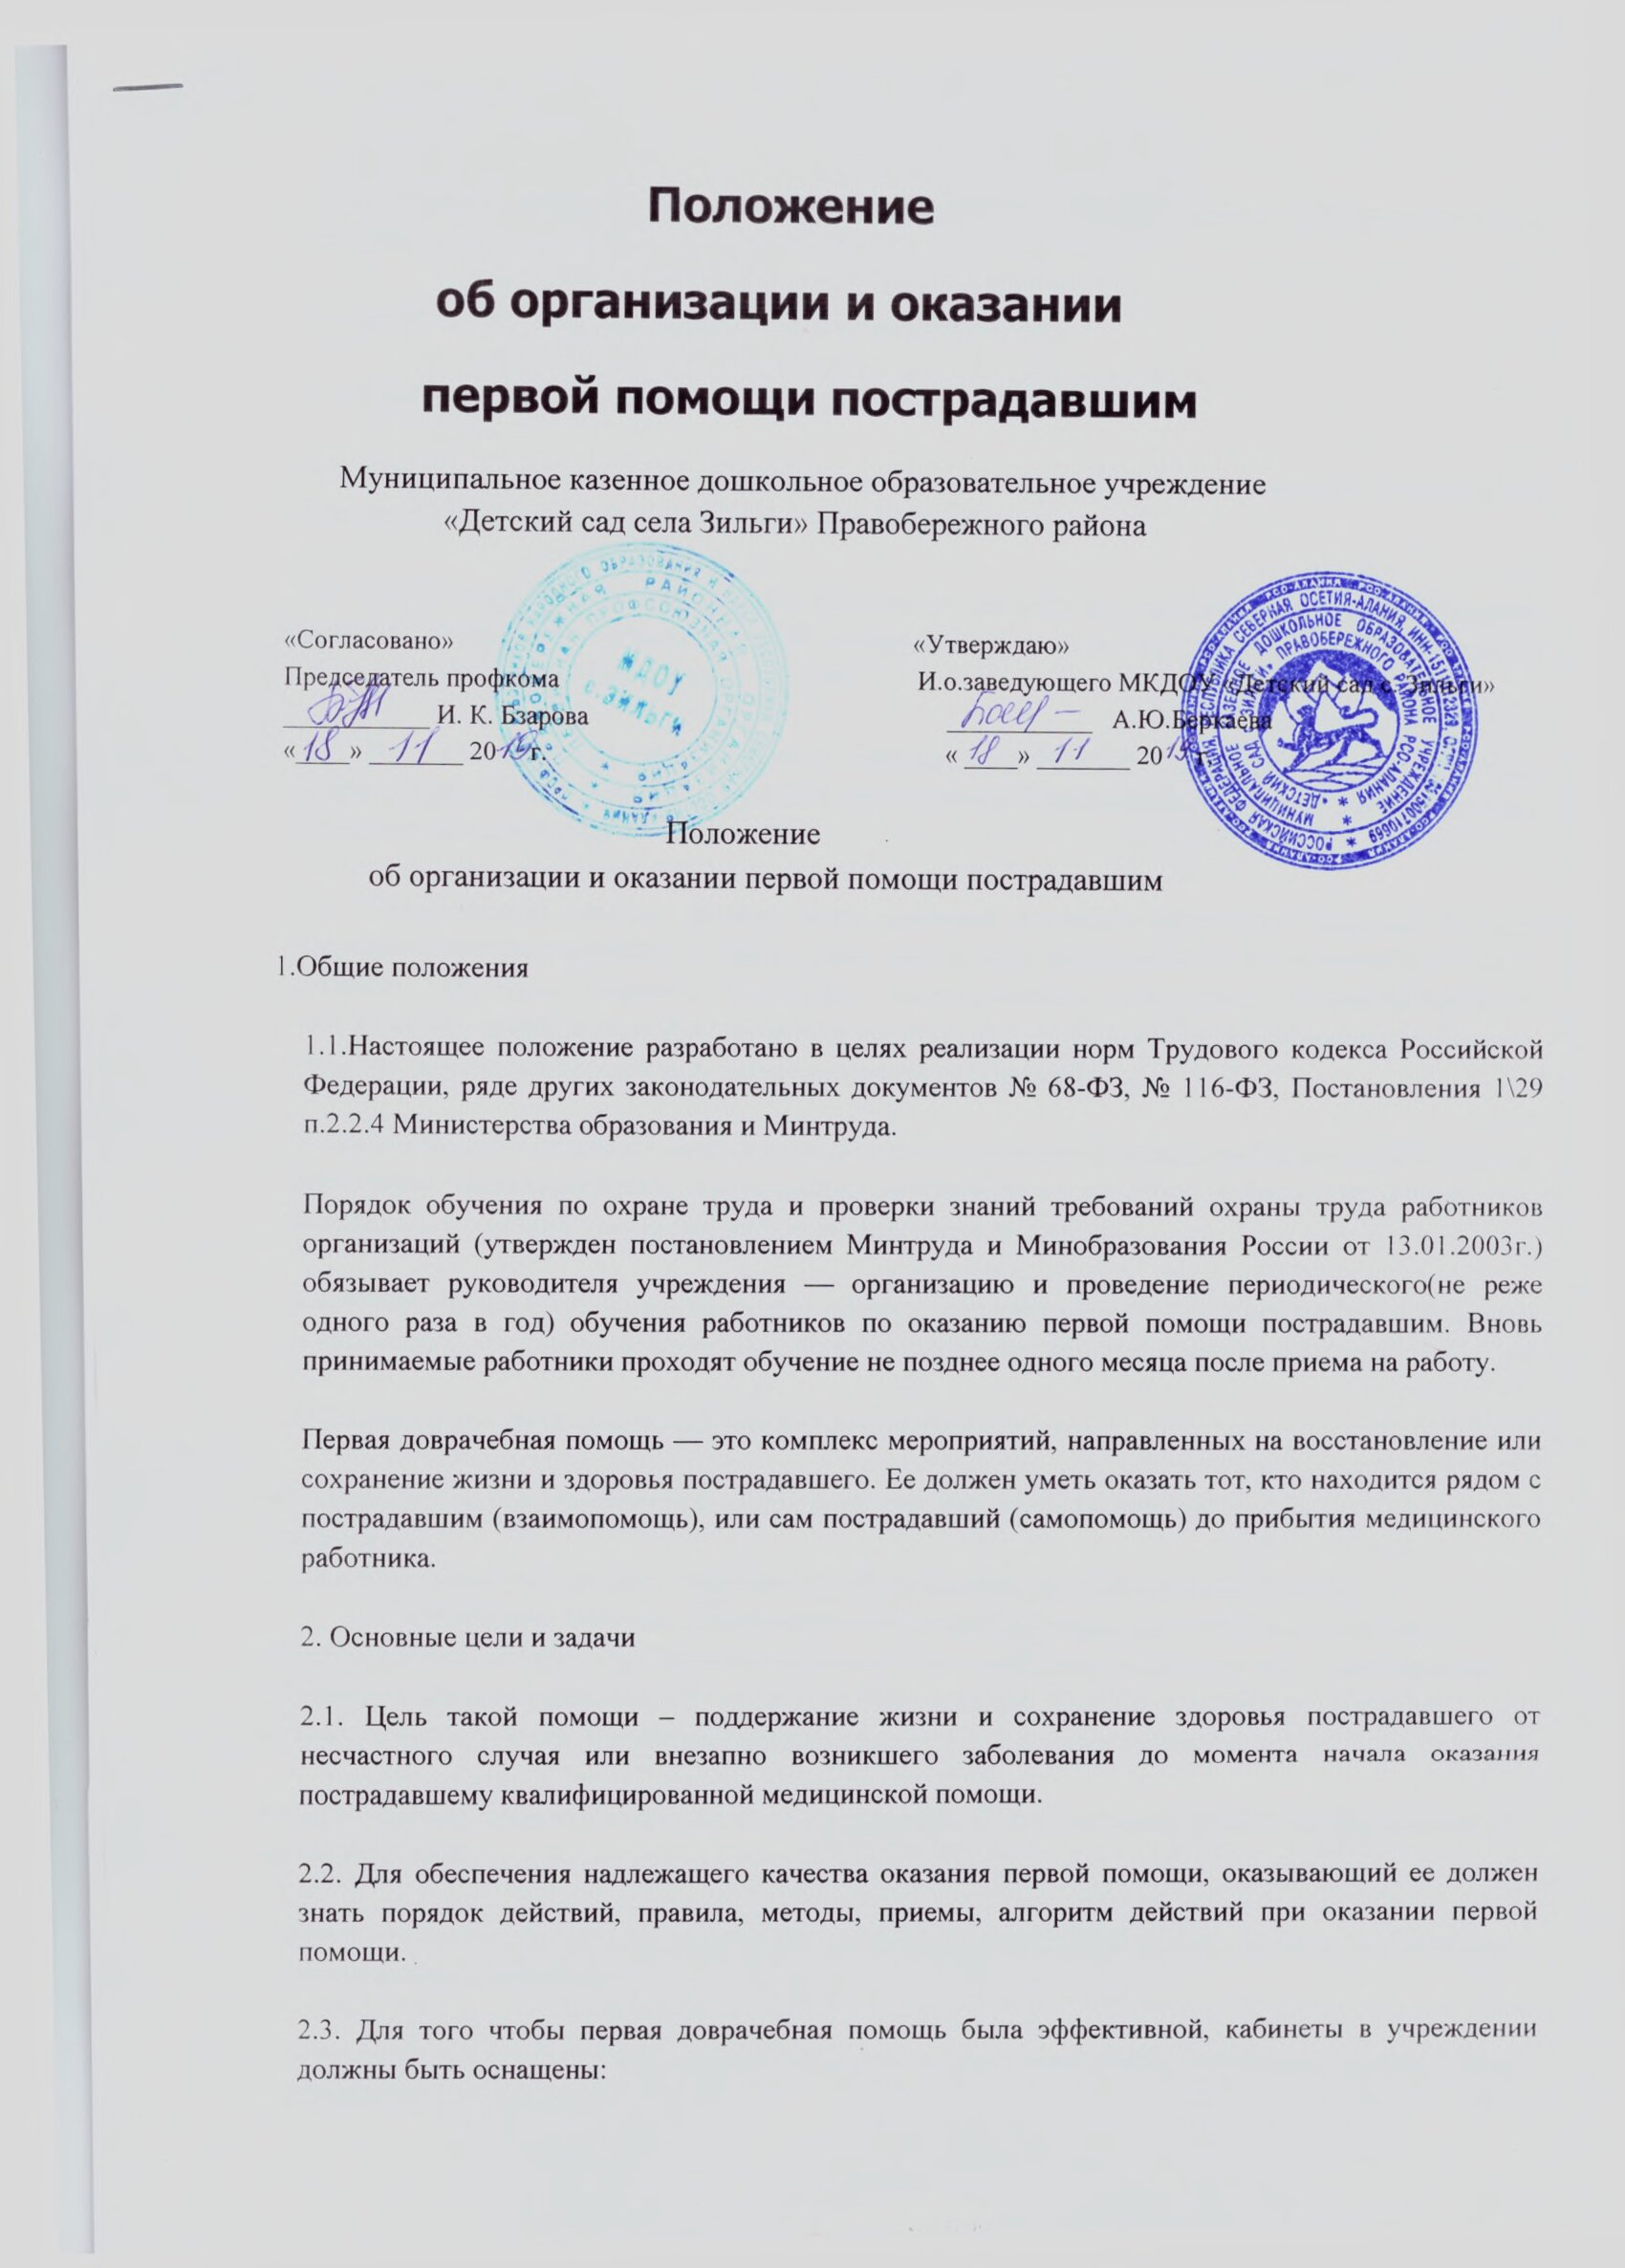 Положение
об организации и оказании
первой помощи пострадавшим
Муниципальное казенное дошкольное образовательное учреждение
«Детский сад села Зильги» Правобережного района
«Согласовано»
Председатель профкома
И. К. Бзарова
«18» 11 2019г.
«Утверждаю»
И.о.заведующего МКДОУ «Детский сад с. Зильги»
А.Ю.Беркаева
«18» 11 2019г.
МДОУ
с. Зильги
Положение
об организации и оказании первой помощи пострадавшим
1.Общие положения
1.1.Настоящее положение разработано в целях реализации норм Трудового кодекса Российской
Федерации, ряде других законодательных документов № 68-ФЗ, № 116-ФЗ, Постановления 1\29
п.2.2.4 Министерства образования и Минтруда.
Порядок обучения по охране труда и проверки знаний требований охраны труда работников
организаций (утвержден постановлением Минтруда и Минобразования России от 13.01.2003г.)
обязывает руководителя учреждения — организацию и проведение периодического(не реже
одного раза в год) обучения работников по оказанию первой помощи пострадавшим. Вновь
принимаемые работники проходят обучение не позднее одного месяца после приема на работу.
Первая доврачебная помощь — это комплекс мероприятий, направленных на восстановление или
сохранение жизни и здоровья пострадавшего. Ее должен уметь оказать тот, кто находится рядом с
пострадавшим (взаимопомощь), или сам пострадавший (самопомощь) до прибытия медицинского
работника.
2. Основные цели и задачи
2.1. Цель такой помощи – поддержание жизни и сохранение здоровья пострадавшего от
несчастного случая или внезапно возникшего заболевания до момента начала оказания
пострадавшему квалифицированной медицинской помощи.
2.2. Для обеспечения надлежащего качества оказания первой помощи, оказывающий ее должен
знать порядок действий, правила, методы, приемы, алгоритм действий при оказании первой
помощи.
2.3. Для того чтобы первая доврачебная помощь была эффективной, кабинеты в учреждении
должны быть оснащены: